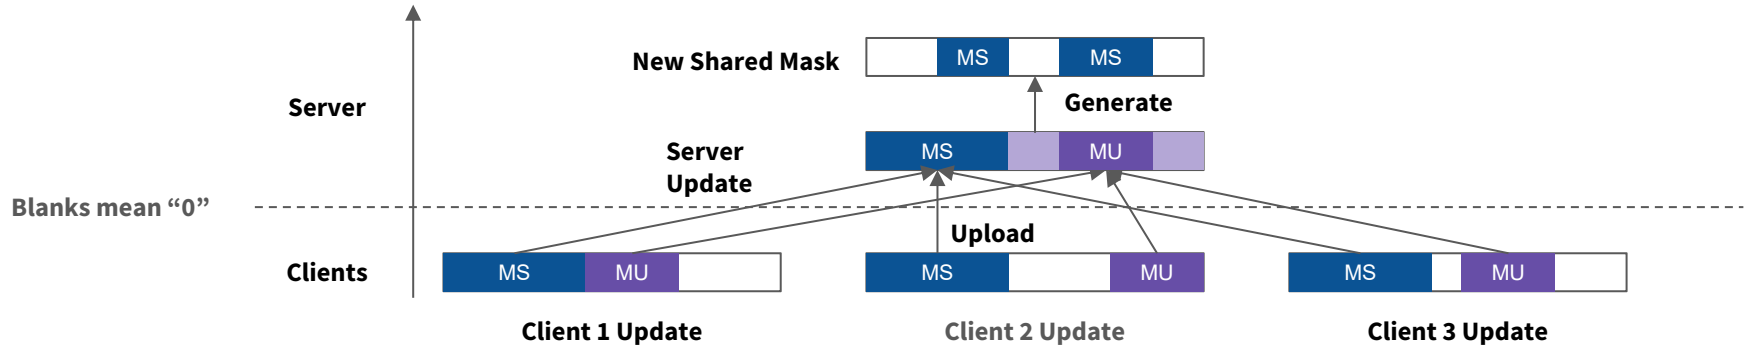 New Shared Mask
MS
MS
Server
Generate
Server
Update
MS
MU
Blanks mean “0”
Upload
Clients
MS
MU
MS
MU
MS
MU
Client 1 Update
Client 2 Update
Client 3 Update